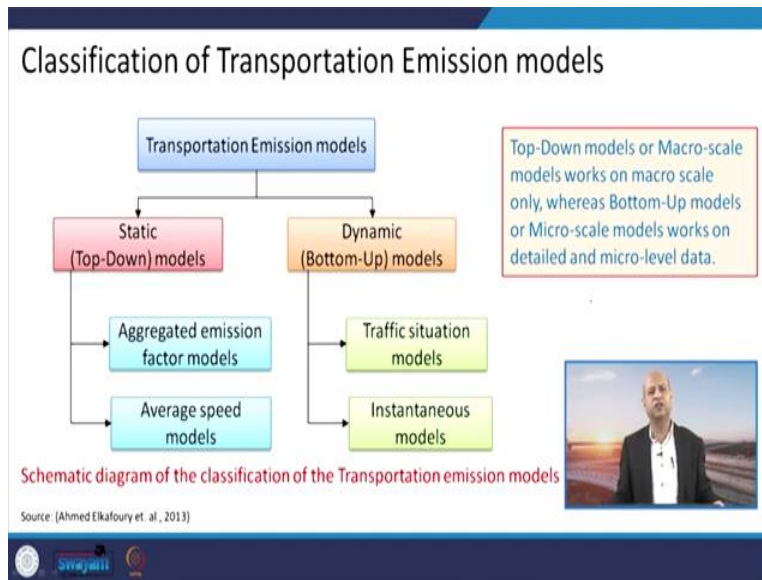 Classification of Transportation Emission models
Transportation Emission models
Static
(Top-Down) models
Dynamic
(Bottom-Up) models
Aggregated emission
factor models
Traffic situation
models
Average speed
models
Instantaneous
models
Top-Down models or Macro-scale
models works on macro scale
only, whereas Bottom-Up models
or Micro-scale models works on
detailed and micro-level data.
Schematic diagram of the classification of the Transportation emission models
Source: (Ahmed Elkafoury et. al., 2013)
swayam